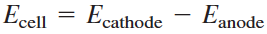 E_cell = E_cathode − E_anode